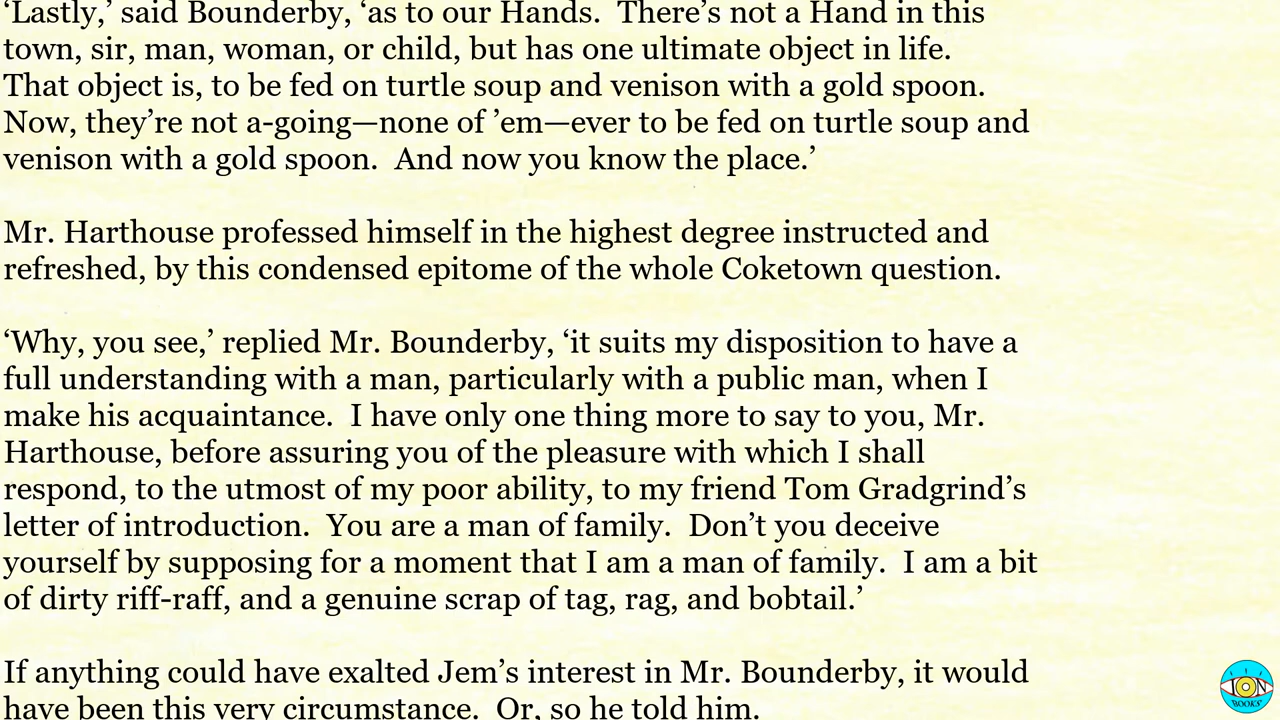 ‘Lastly,’ said Bounderby, ‘as to our Hands.  There’s not a Hand in this
town, sir, man, woman, or child, but has one ultimate object in life.
That object is, to be fed on turtle soup and venison with a gold spoon.
Now, they’re not a-going—none of ’em—ever to be fed on turtle soup and
venison with a gold spoon.  And now you know the place.’
Mr. Harthouse professed himself in the highest degree instructed and
refreshed, by this condensed epitome of the whole Coketown question.
‘Why, you see,’ replied Mr. Bounderby, ‘it suits my disposition to have a
full understanding with a man, particularly with a public man, when I
make his acquaintance.  I have only one thing more to say to you, Mr.
Harthouse, before assuring you of the pleasure with which I shall
respond, to the utmost of my poor ability, to my friend Tom Gradgrind’s
letter of introduction.  You are a man of family.  Don’t you deceive
yourself by supposing for a moment that I am a man of family.  I am a bit
of dirty riff-raff, and a genuine scrap of tag, rag, and bobtail.’
If anything could have exalted Jem’s interest in Mr. Bounderby, it would
have been this very circumstance.  Or, so he told him.
ION
BOOKS